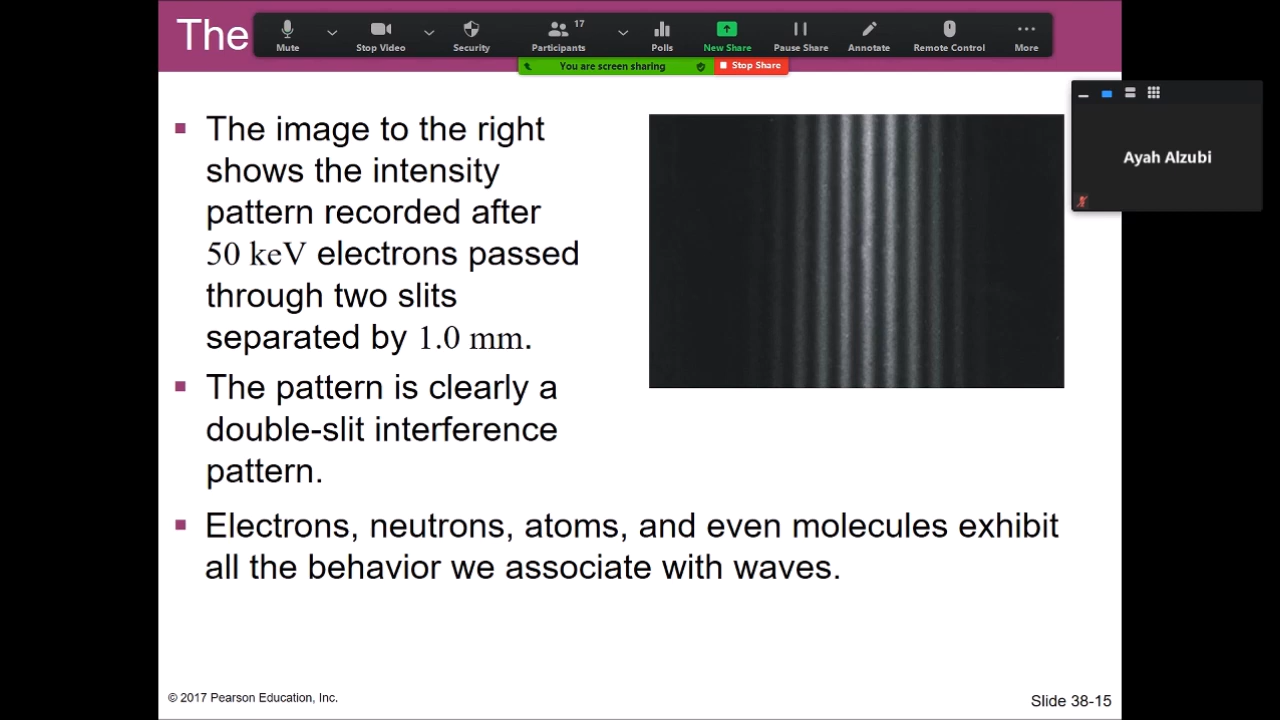 The
17
Mute
Stop Video
Security
Participants
Polls
New Share
Pause Share
Annotate
Remote Control
More
You are screen sharing
Stop Share
Ayah Alzubi
The image to the right
shows the intensity
pattern recorded after
50 keV electrons passed
through two slits
separated by 1.0 mm.
The pattern is clearly a
double-slit interference
pattern.
Electrons, neutrons, atoms, and even molecules exhibit
all the behavior we associate with waves.
© 2017 Pearson Education, Inc.
Slide 38-15